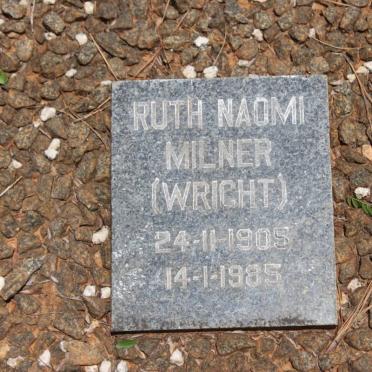 RUTH NAOMI
MILNER
(WRIGHT)
24-11-1905
14-1-1985